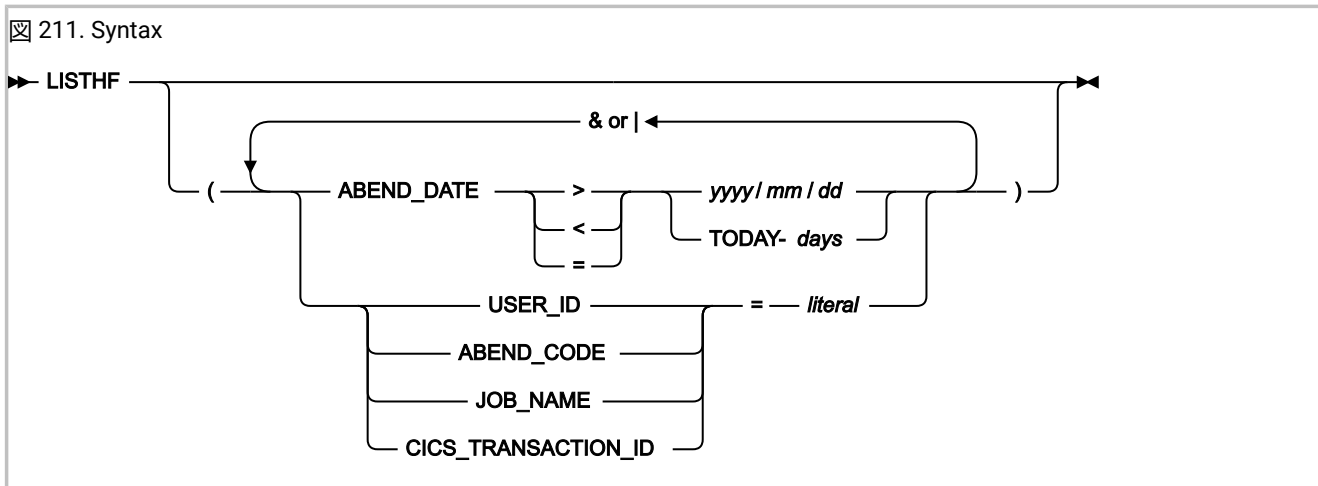 図 211. Syntax
LISTHF
& or |
( ABEND_DATE > yyyy / mm / dd )
< TODAY- days
=
USER_ID = literal
ABEND_CODE
JOB_NAME
CICS_TRANSACTION_ID